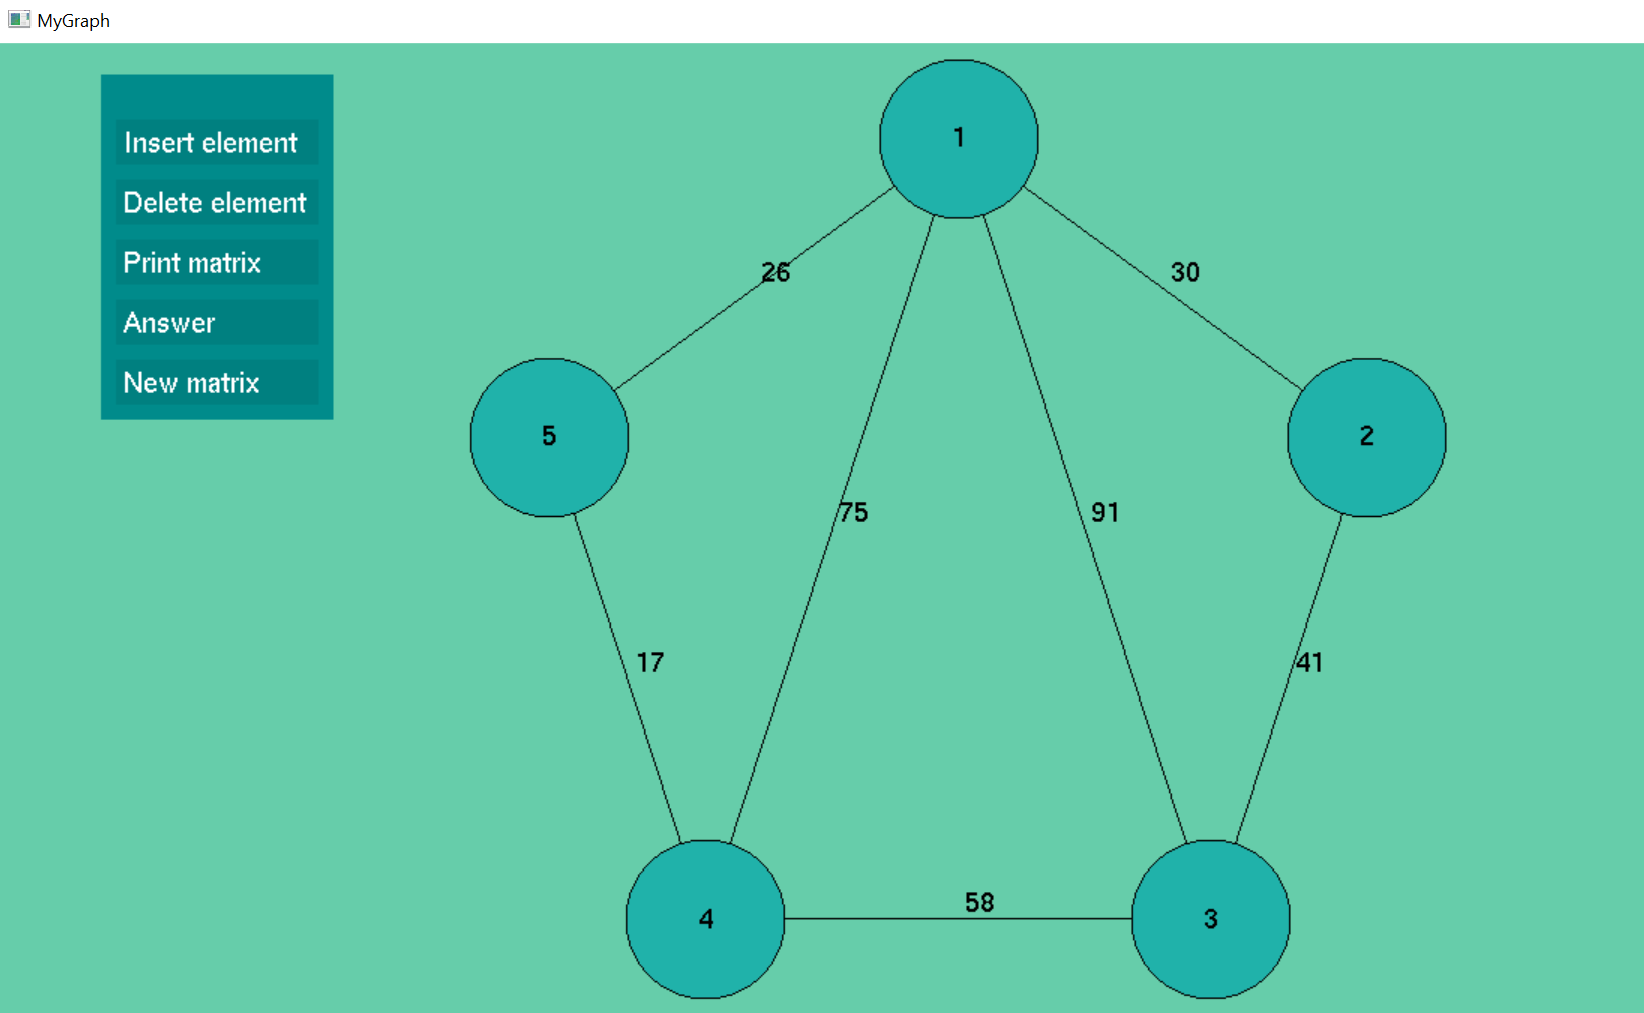 MyGraph
Insert element
Delete element
Print matrix
Answer
New matrix
1
26
30
5
2
75
91
17
41
58
4
3